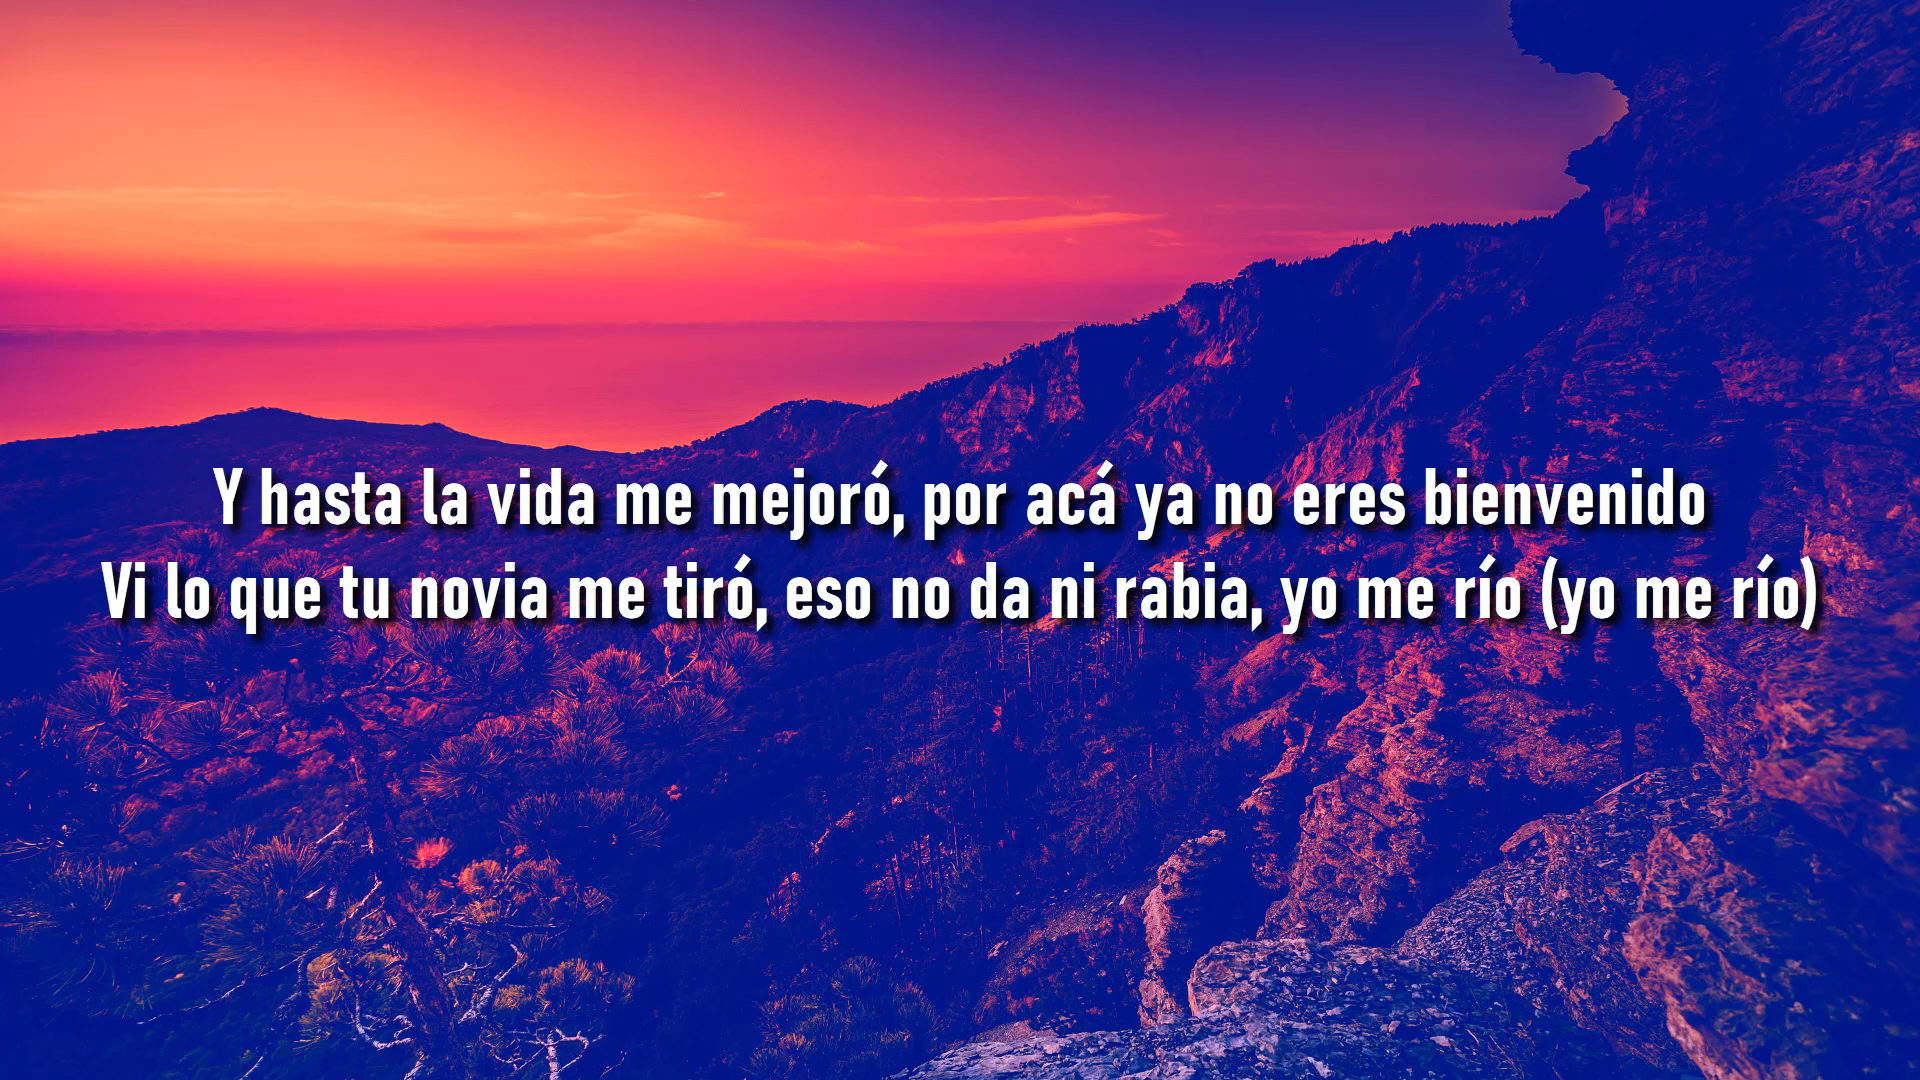 Y hasta la vida me mejoró, por acá ya no eres bienvenido
Vi lo que tu novia me tiró, eso no da ni rabia, yo me río (yo me río)